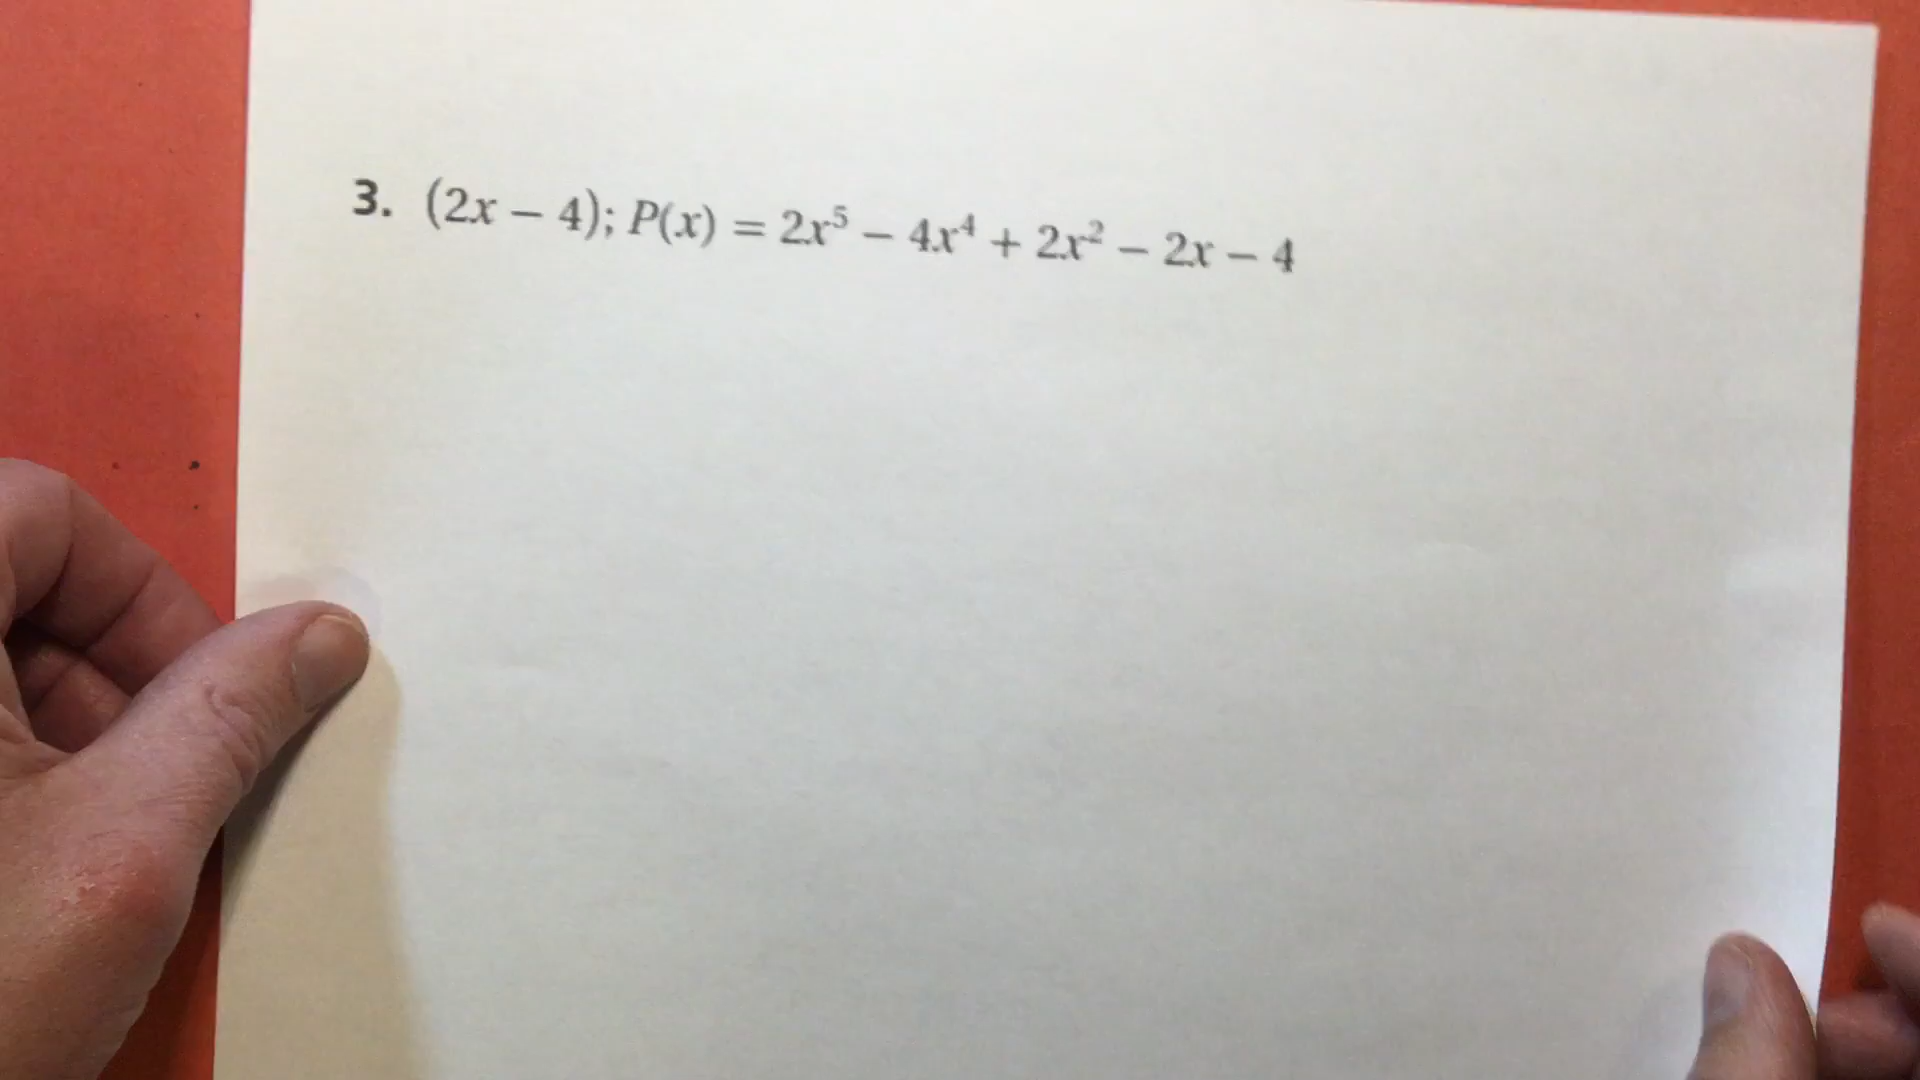 3. (2x – 4); P(x) = 2x⁵ – 4x⁴ + 2x² – 2x – 4